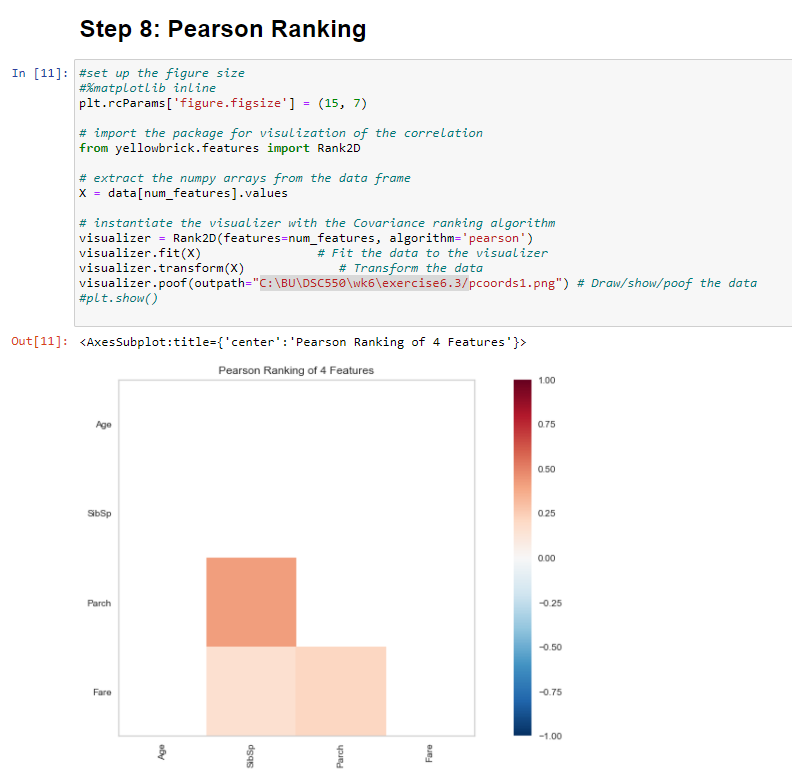 Step 8: Pearson Ranking
In [11]:
#set up the figure size
#%matplotlib inline
plt.rcParams['figure.figsize'] = (15, 7)
# import the package for visulization of the correlation
from yellowbrick.features import Rank2D
# extract the numpy arrays from the data frame
X = data[num_features].values
# instantiate the visualizer with the Covariance ranking algorithm
visualizer = Rank2D(features=num_features, algorithm='pearson')
visualizer.fit(X)                # Fit the data to the visualizer
visualizer.transform(X)             # Transform the data
visualizer.poof(outpath="C:\BU\DSC550\wk6\exercise6.3/pcoords1.png") # Draw/show/poof the data
#plt.show()
Out[11]: <AxesSubplot:title={'center':'Pearson Ranking of 4 Features'}>
Pearson Ranking of 4 Features
Age
SibSp
Parch
Fare
Age
SibSp
Parch
Fare
1.00
0.75
0.50
0.25
0.00
−0.25
−0.50
−0.75
−1.00